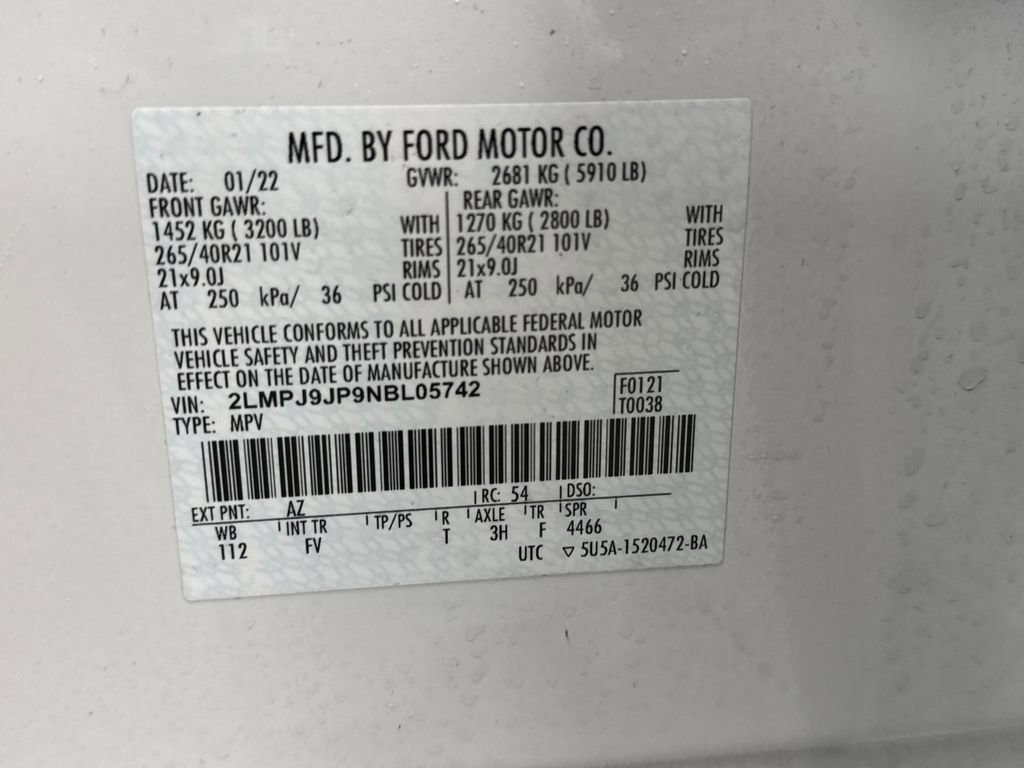 MFD. BY FORD MOTOR CO.
DATE: 01/22 GVWR: 2681 KG ( 5910 LB)
FRONT GAWR: REAR GAWR:
1452 KG ( 3200 LB) WITH 1270 KG ( 2800 LB) WITH
265/40R21 101V TIRES 265/40R21 101V TIRES
21x9.0J RIMS 21x9.0J RIMS
AT 250 kPa/ 36 PSI COLD AT 250 kPa/ 36 PSI COLD
THIS VEHICLE CONFORMS TO ALL APPLICABLE FEDERAL MOTOR
VEHICLE SAFETY AND THEFT PREVENTION STANDARDS IN
EFFECT ON THE DATE OF MANUFACTURE SHOWN ABOVE.
VIN: 2LMPJ9JP9NBL05742 F0121
TYPE: MPV T0038
EXT PNT: AZ RC: 54 DSO:
WB INT TR TP/PS R AXLE TR SPR
112 FV T 3H F 4466
UTC ▽ 5U5A-1520472-BA